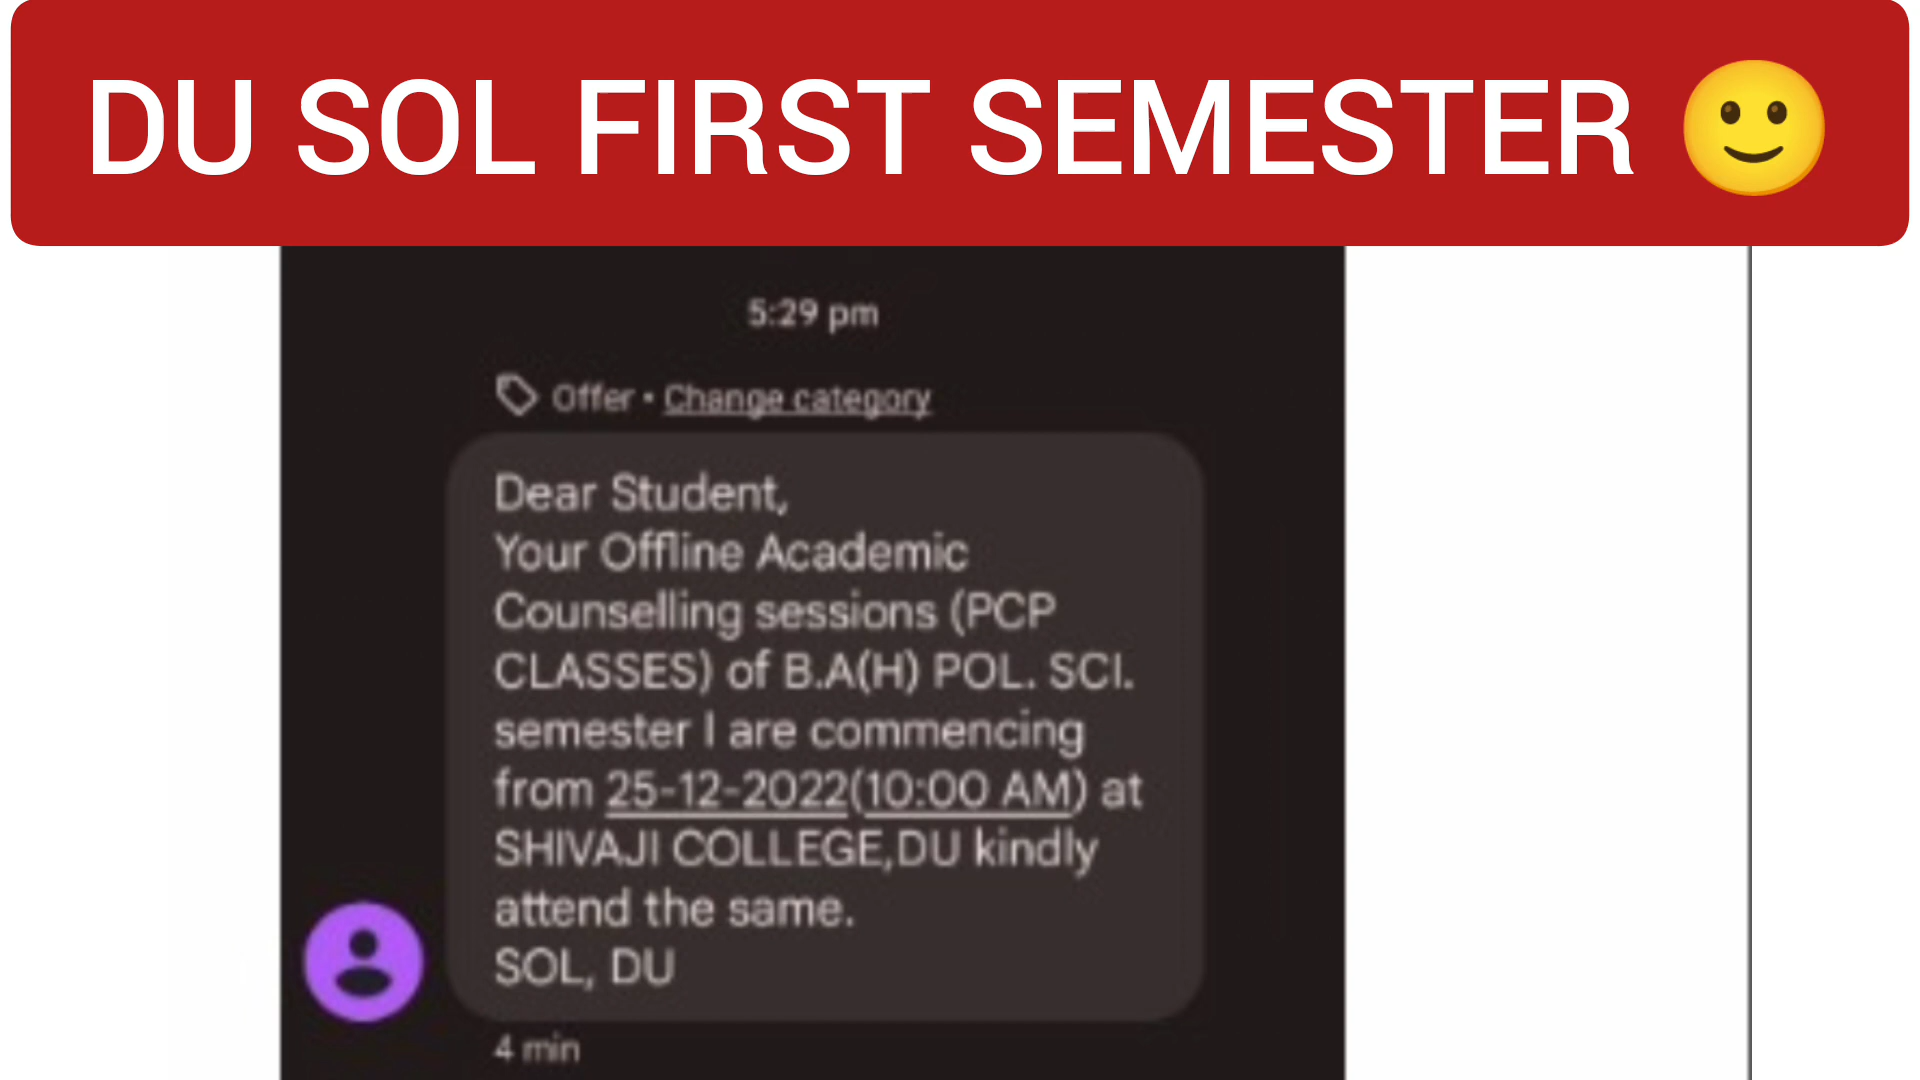 DU SOL FIRST SEMESTER 🙂
5:29 pm
Offer • Change category
Dear Student,
Your Offline Academic
Counselling sessions (PCP
CLASSES) of B.A(H) POL. SCI.
semester I are commencing
from 25-12-2022(10:00 AM) at
SHIVAJI COLLEGE,DU kindly
attend the same.
SOL, DU
4 min